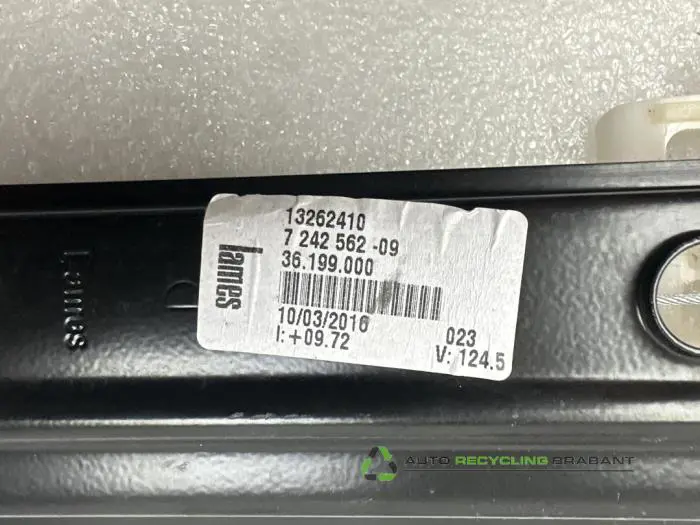 13262410
7 242 562 -09
36.199.000
Lames
10/03/2016
023
I: +09.72
V: 124.5
Lames
AUTO RECYCLING BRABANT